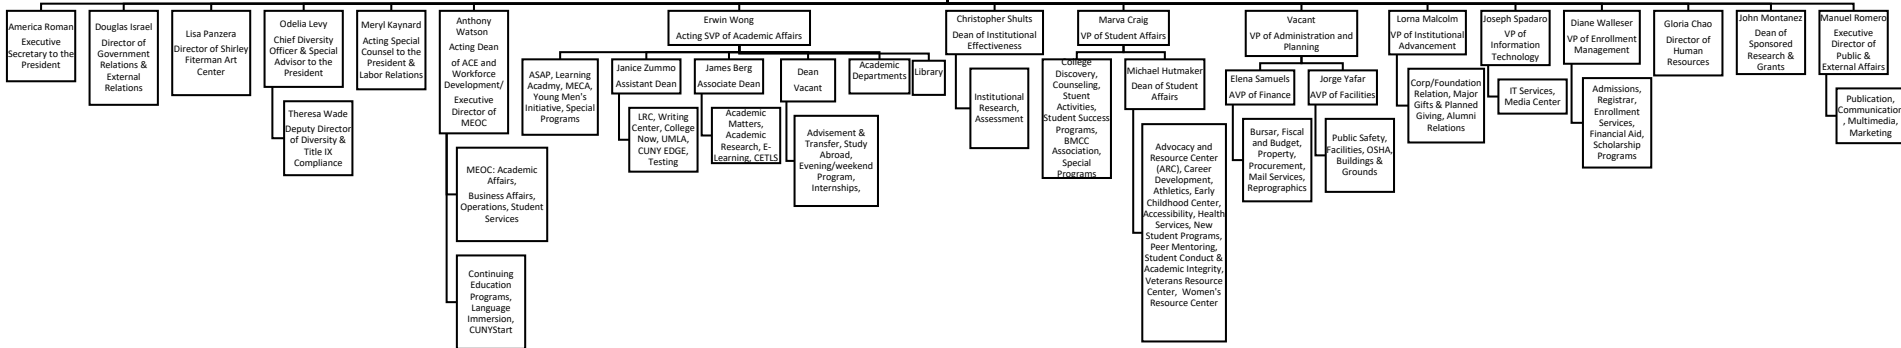 America Roman
Executive
Secretary to the
President
Douglas Israel
Director of
Government
Relations &
External
Relations
Lisa Panzera
Director of Shirley
Fiterman Art
Center
Odelia Levy
Chief Diversity
Officer & Special
Advisor to the
President
Theresa Wade
Deputy Director
of Diversity &
Title IX
Compliance
Meryl Kaynard
Acting Special
Counsel to the
President &
Labor Relations
Anthony
Watson
Acting Dean
of ACE and
Workforce
Development/
Executive
Director of
MEOC
MEOC: Academic
Affairs,
Business Affairs,
Operations, Student
Services
Continuing
Education
Programs,
Language
Immersion,
CUNYStart
Erwin Wong
Acting SVP of Academic Affairs
ASAP, Learning
Acadmy, MECA,
Young Men's
Initiative, Special
Programs
Janice Zummo
Assistant Dean
LRC, Writing
Center, College
Now, UMLA,
CUNY EDGE,
Testing
James Berg
Associate Dean
Academic
Matters,
Academic
Research, E-
Learning, CETLS
Dean
Vacant
Advisement &
Transfer, Study
Abroad,
Evening/weekend
Program,
Internships,
Academic
Departments
Library
Christopher Shults
Dean of Institutional
Effectiveness
Institutional
Research,
Assessment
Marva Craig
VP of Student Affairs
College
Discovery,
Counseling,
Stuent
Activities,
Student Success
Programs,
BMCC
Association,
Special
Programs
Michael Hutmaker
Dean of Student
Affairs
Advocacy and
Resource Center
(ARC), Career
Development,
Athletics, Early
Childhood Center,
Accessibility, Health
Services, New
Student Programs,
Peer Mentoring,
Student Conduct &
Academic Integrity,
Veterans Resource
Center, Women's
Resource Center
Vacant
VP of Administration and
Planning
Elena Samuels
AVP of Finance
Bursar, Fiscal
and Budget,
Property,
Procurement,
Mail Services,
Reprographics
Jorge Yafar
AVP of Facilities
Public Safety,
Facilities, OSHA,
Buildings &
Grounds
Lorna Malcolm
VP of Institutional
Advancement
Corp/Foundation
Relation, Major
Gifts & Planned
Giving, Alumni
Relations
Joseph Spadaro
VP of
Information
Technology
IT Services,
Media Center
Diane Walleser
VP of Enrollment
Management
Admissions,
Registrar,
Enrollment
Services,
Financial Aid,
Scholarship
Programs
Gloria Chao
Director of
Human
Resources
John Montanez
Dean of
Sponsored
Research &
Grants
Manuel Romero
Executive
Director of
Public &
External Affairs
Publication,
Communication
, Multimedia,
Marketing